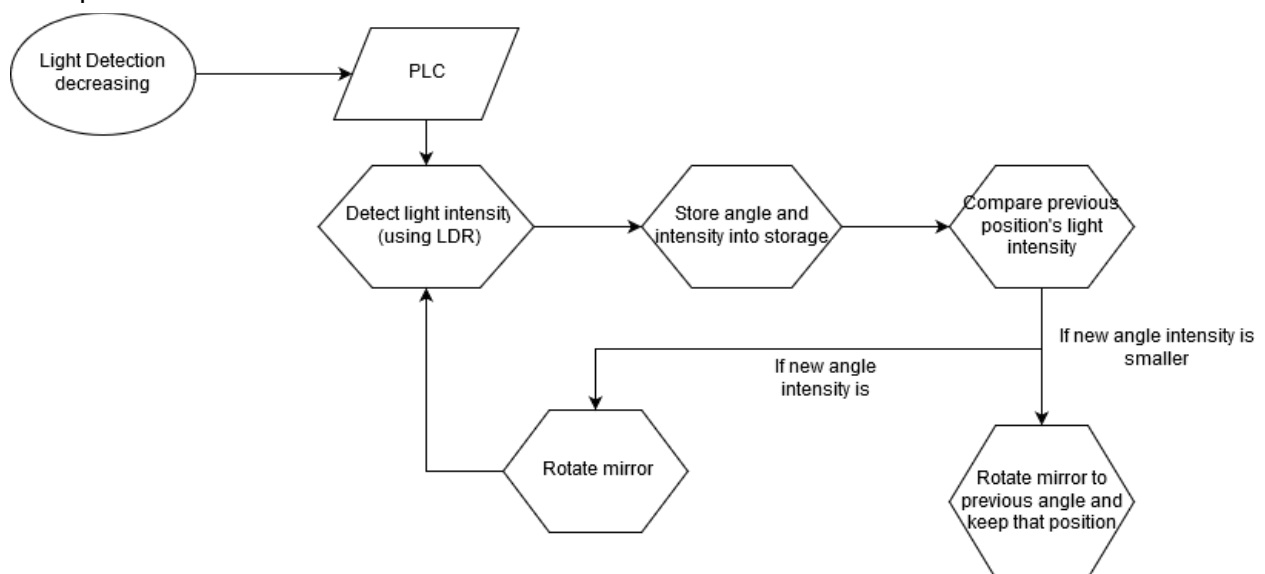 Light Detection
decreasing
PLC
Detect light intensity
(using LDR)
Store angle and
intensity into storage
Compare previous
position's light
intensity
If new angle intensity is
smaller
If new angle
intensity is
Rotate mirror
Rotate mirror to
previous angle and
keep that position